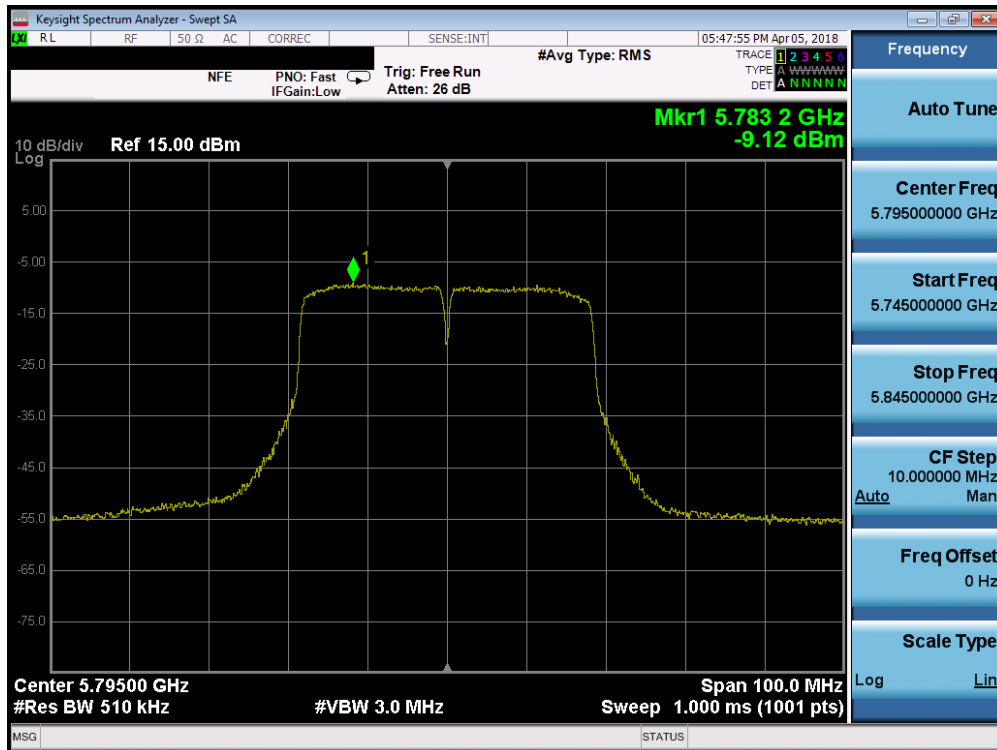 Keysight Spectrum Analyzer - Swept SA
LXI RL RF 50 Ω AC CORREC SENSE:INT 05:47:55 PM Apr 05, 2018
Frequency
#Avg Type: RMS
TRACE 1 2 3 4 5 6
NFE PNO: Fast Trig: Free Run TYPE A WWWWW
IFGain:Low Atten: 26 dB DET A N N N N N
Auto Tune
Mkr1 5.783 2 GHz
-9.12 dBm
10 dB/div Ref 15.00 dBm
Log
Center Freq
5.795000000 GHz
5.00
-5.00
1
Start Freq
5.745000000 GHz
-15.0
-25.0
Stop Freq
5.845000000 GHz
-35.0
-45.0
CF Step
10.000000 MHz
Auto Man
-55.0
Freq Offset
0 Hz
-65.0
-75.0
Scale Type
Log Lin
Center 5.79500 GHz Span 100.0 MHz
#Res BW 510 kHz #VBW 3.0 MHz Sweep 1.000 ms (1001 pts)
MSG STATUS